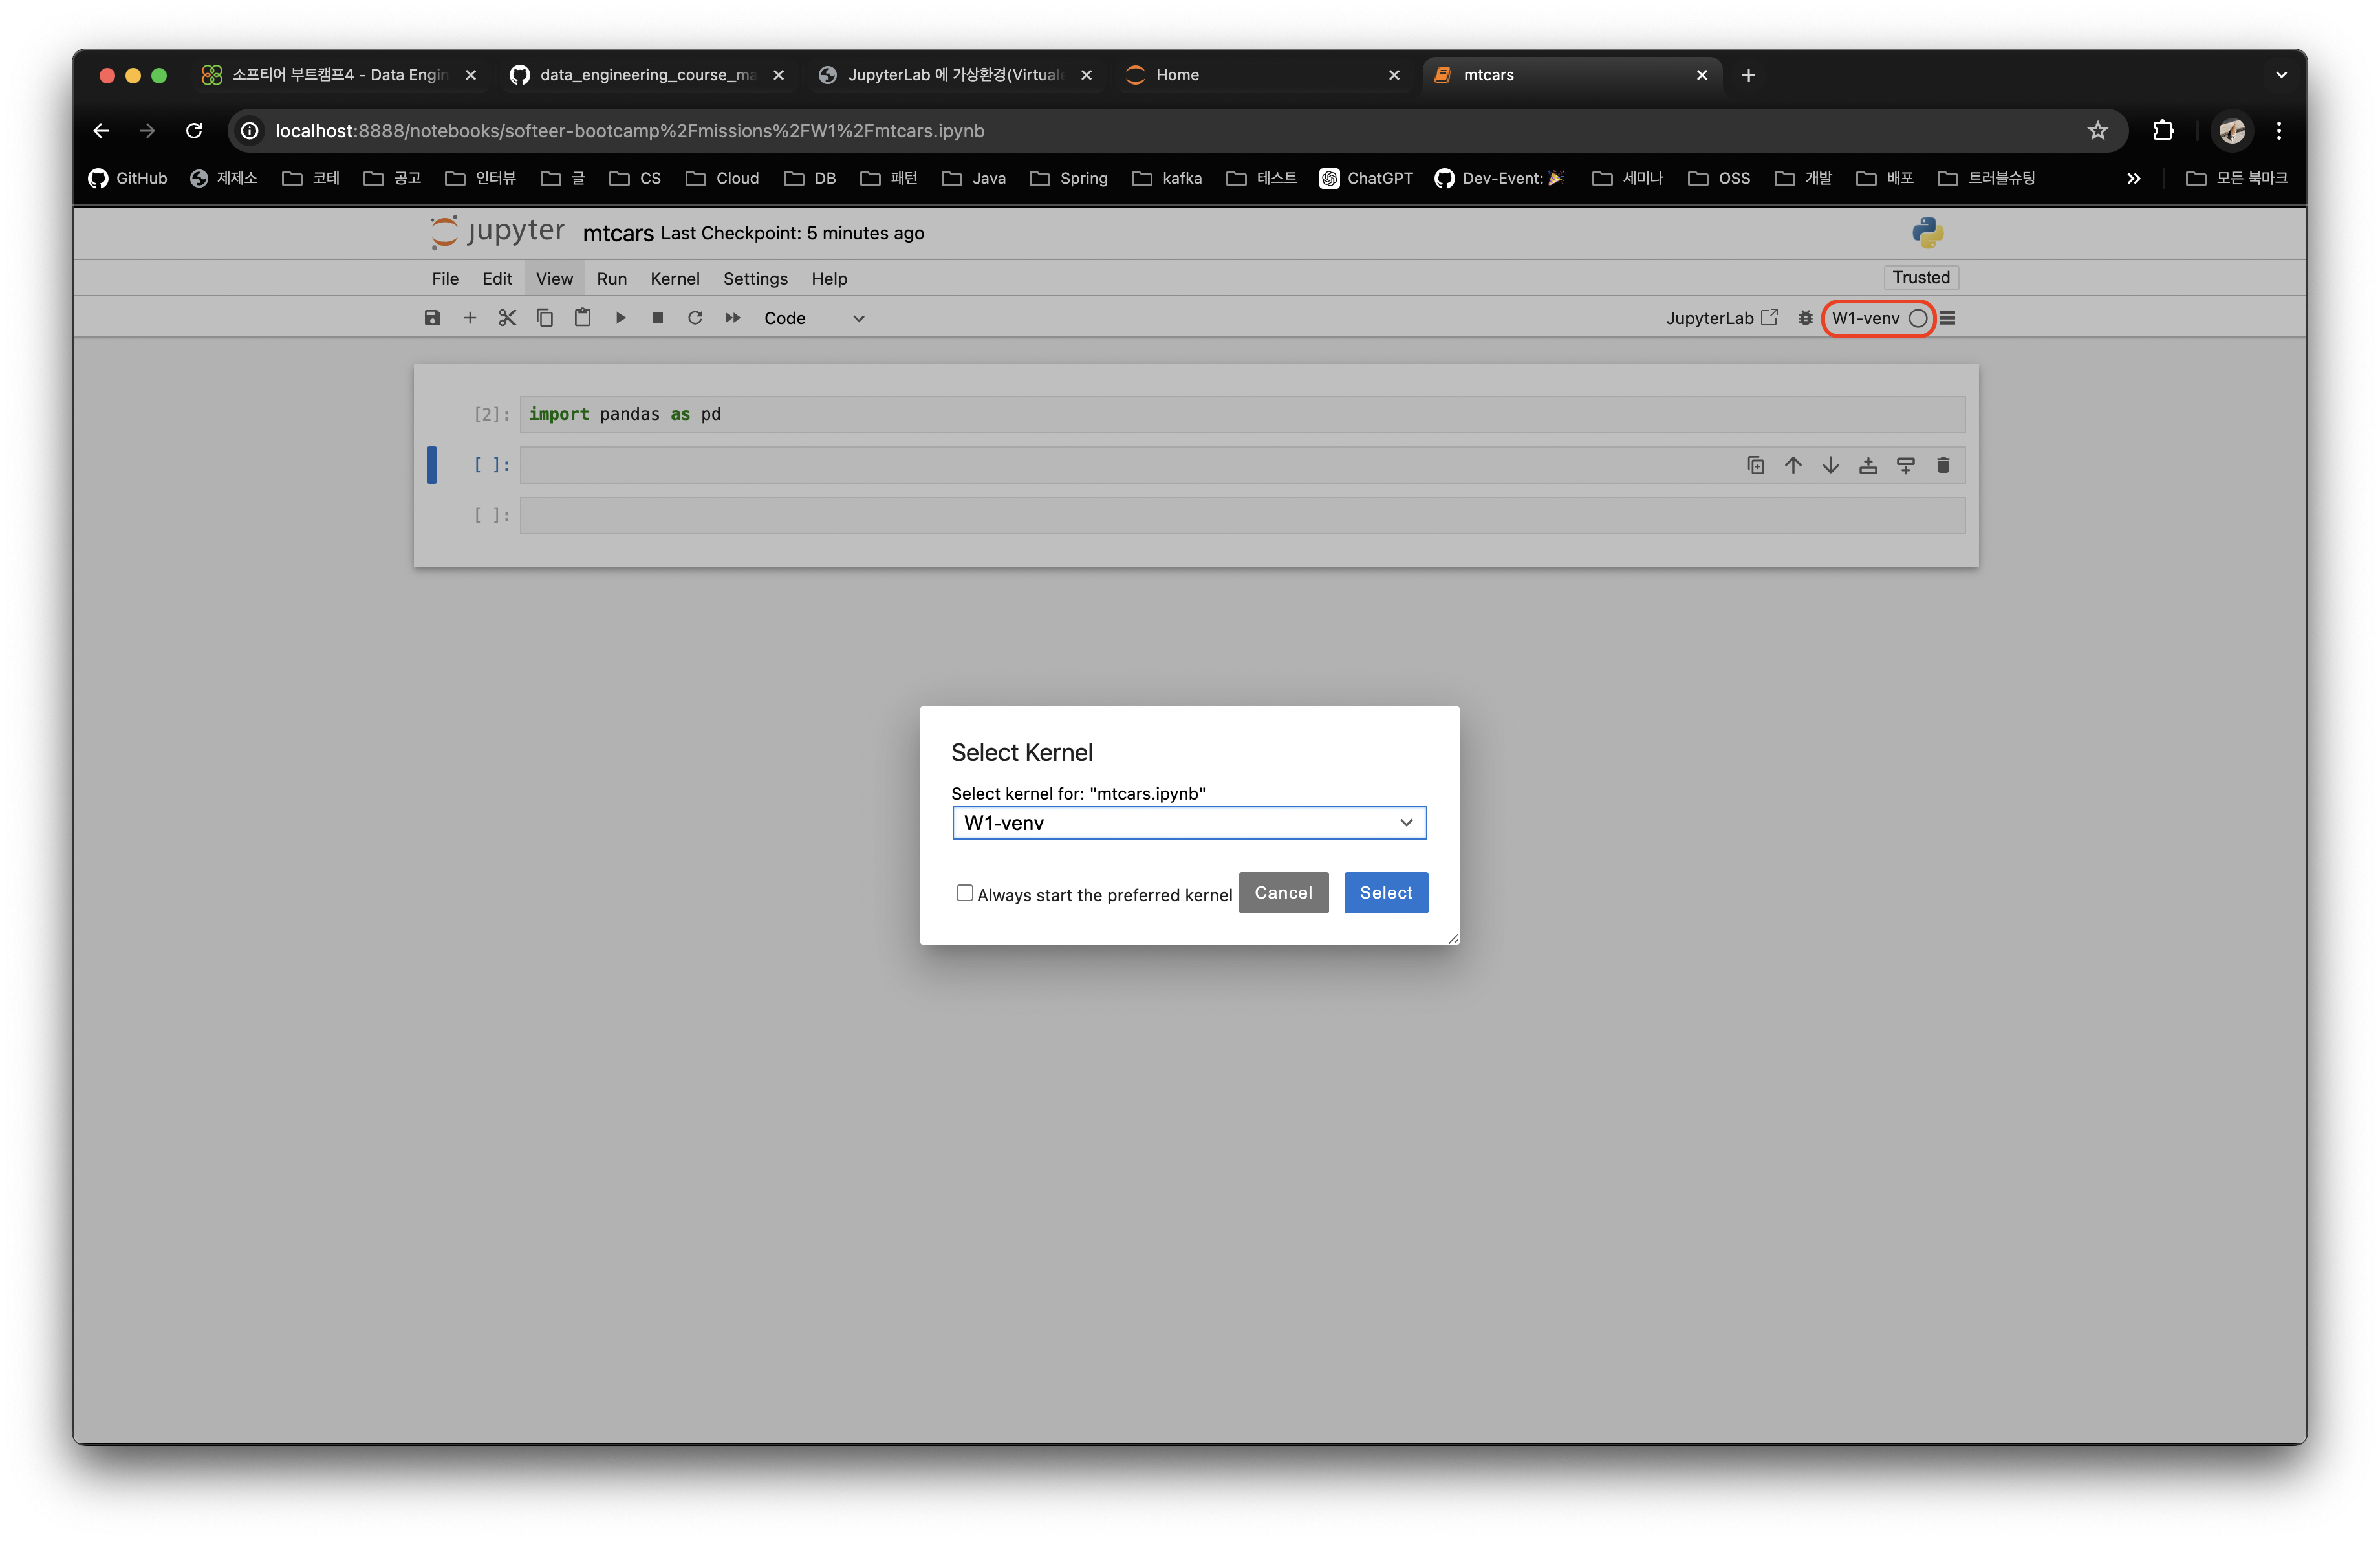 소프티어 부트캠프4 - Data Engin
data_engineering_course_ma
JupyterLab 에 가상환경(Virtuale
Home
mtcars
localhost:8888/notebooks/softeer-bootcamp%2Fmissions%2FW1%2Fmtcars.ipynb
GitHub 제제소 코테 공고 인터뷰 글 CS Cloud DB 패턴 Java Spring kafka 테스트 ChatGPT Dev-Event: 🎉 세미나 OSS 개발 배포 트러블슈팅 모든 북마크
jupyter mtcars Last Checkpoint: 5 minutes ago
File Edit View Run Kernel Settings Help Trusted
Code JupyterLab W1-venv
[2]: import pandas as pd
[ ]:
[ ]:
Select Kernel
Select kernel for: "mtcars.ipynb"
W1-venv
Always start the preferred kernel Cancel Select